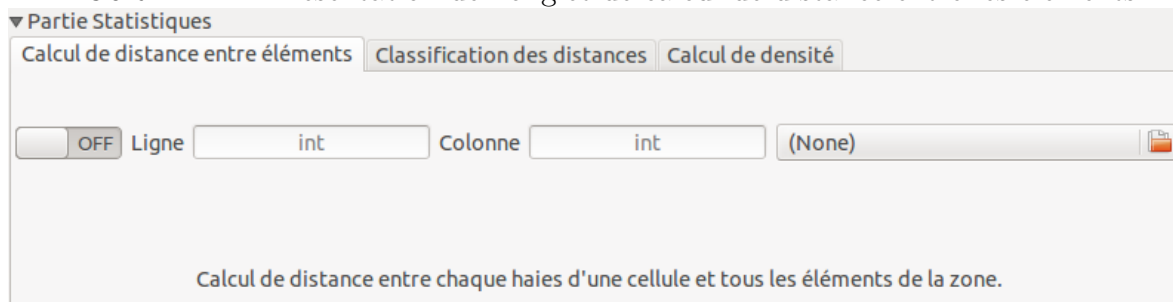 ▾ Partie Statistiques
Calcul de distance entre éléments Classification des distances Calcul de densité
OFF Ligne int Colonne int (None)
Calcul de distance entre chaque haies d'une cellule et tous les éléments de la zone.